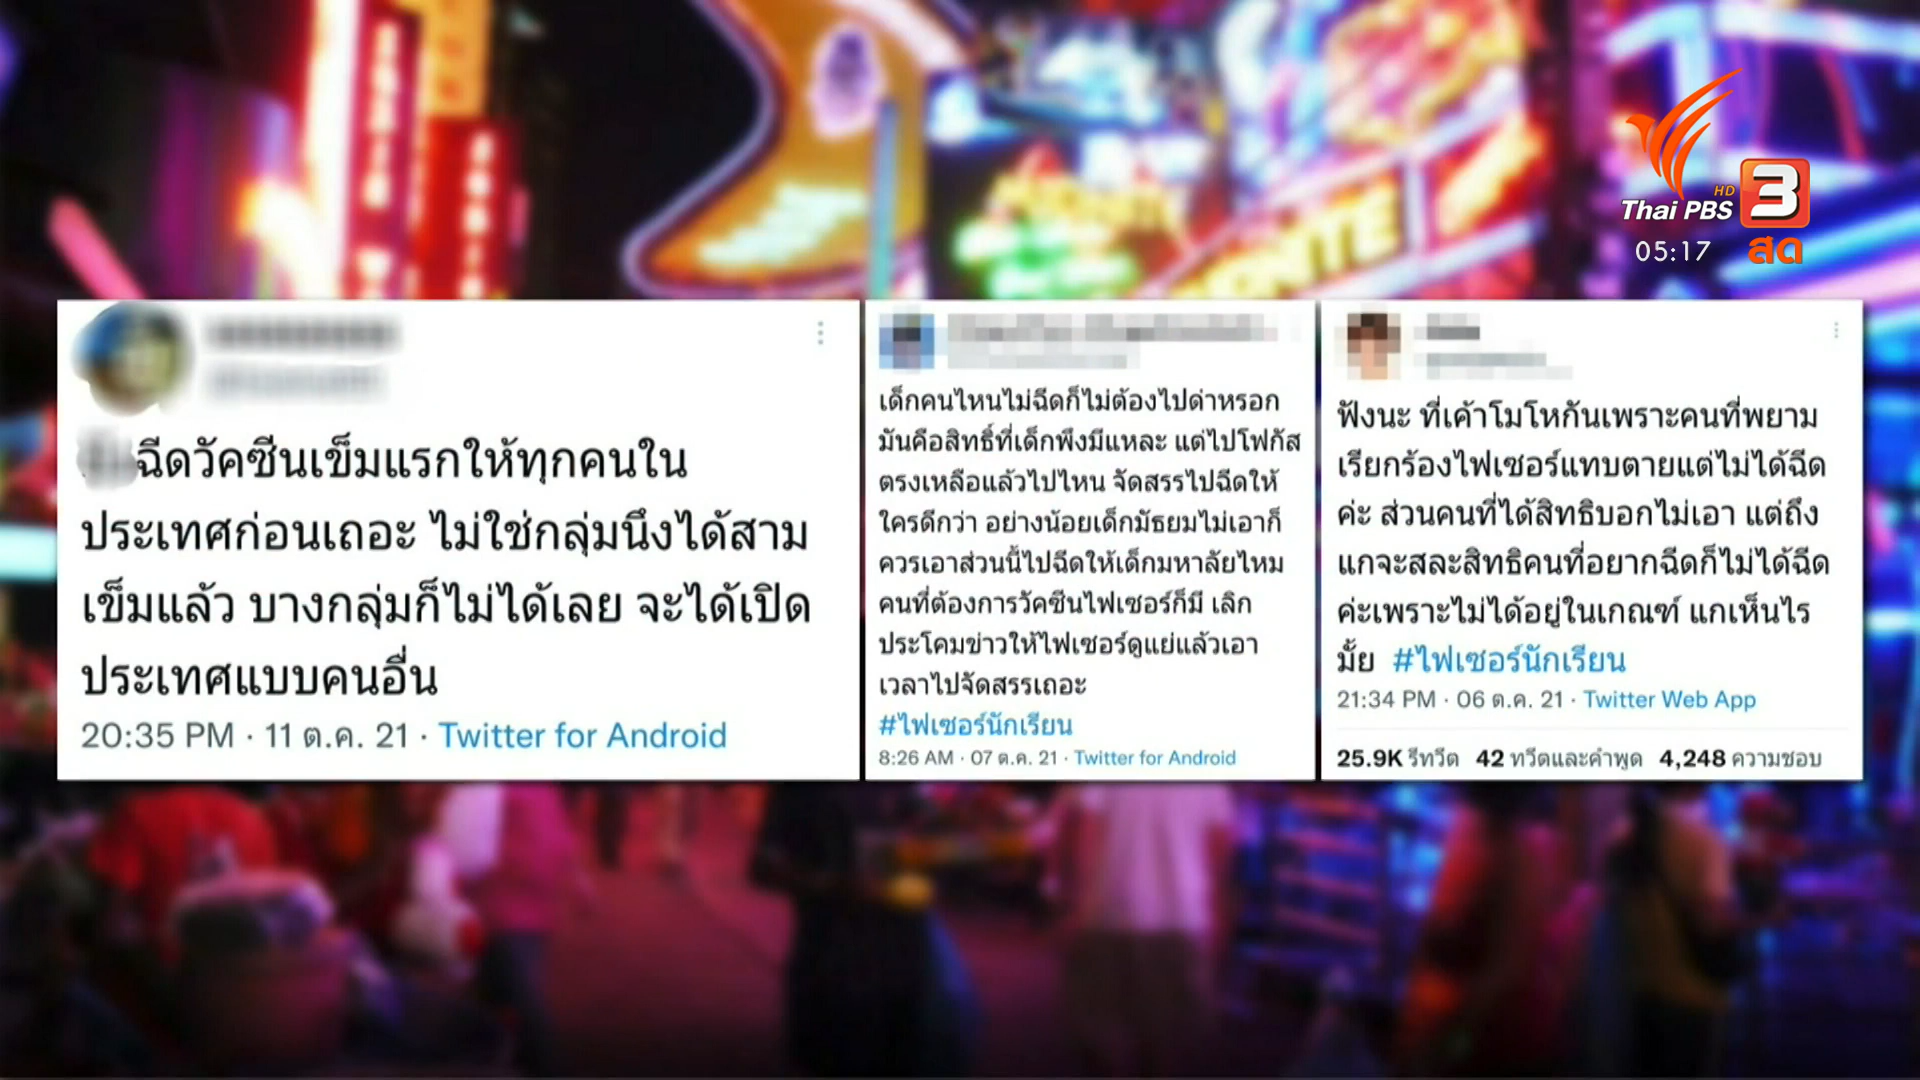 HD
Thai PBS 3
05:17 สด
ฉีดวัคซีนเข็มแรกให้ทุกคนใน
ประเทศก่อนเถอะ ไม่ใช่กลุ่มนึงได้สาม
เข็มแล้ว บางกลุ่มก็ไม่ได้เลย จะได้เปิด
ประเทศแบบคนอื่น
20:35 PM · 11 ต.ค. 21 · Twitter for Android
เด็กคนไหนไม่ฉีดก็ไม่ต้องไปด่าหรอก
มันคือสิทธิ์ที่เด็กพึงมีแหละ แต่ไปโฟกัส
ตรงเหลือแล้วไปไหน จัดสรรไปฉีดให้
ใครดีกว่า อย่างน้อยเด็กมัธยมไม่เอาก็
ควรเอาส่วนนี้ไปฉีดให้เด็กมหาลัยไหม
คนที่ต้องการวัคซีนไฟเซอร์ก็มี เลิก
ประโคมข่าวให้ไฟเซอร์ดูแย่แล้วเอา
เวลาไปจัดสรรเถอะ
#ไฟเซอร์นักเรียน
8:26 AM · 07 ต.ค. 21 · Twitter for Android
ฟังนะ ที่เค้าโมโหกันเพราะคนที่พยาม
เรียกร้องไฟเซอร์แทบตายแต่ไม่ได้ฉีด
ค่ะ ส่วนคนที่ได้สิทธิบอกไม่เอา แต่ถึง
แกจะสละสิทธิคนที่อยากฉีดก็ไม่ได้ฉีด
ค่ะเพราะไม่ได้อยู่ในเกณฑ์ แกเห็นไร
มั้ย #ไฟเซอร์นักเรียน
21:34 PM · 06 ต.ค. 21 · Twitter Web App
25.9K รีทวีต 42 ทวีตและคำพูด 4,248 ความชอบ